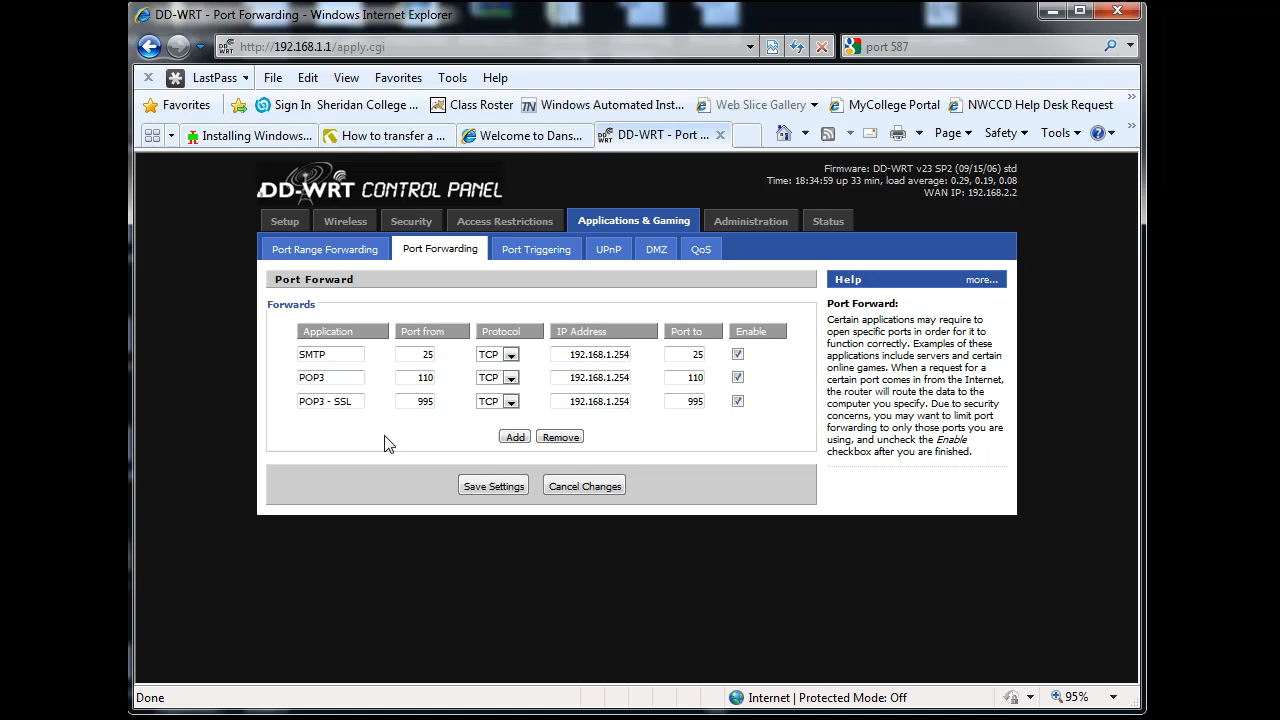 DD-WRT - Port Forwarding - Windows Internet Explorer
http://192.168.1.1/apply.cgi
port 587
LastPass File Edit View Favorites Tools Help
Favorites Sign In Sheridan College ... Class Roster TN Windows Automated Inst... Web Slice Gallery MyCollege Portal NWCCD Help Desk Request
Installing Windows... How to transfer a ... Welcome to Dans... DD-WRT - Port ... Page Safety Tools
DD-WRT CONTROL PANEL
Firmware: DD-WRT v23 SP2 (09/15/06) std
Time: 18:34:59 up 33 min, load average: 0.29, 0.19, 0.08
WAN IP: 192.168.2.2
Setup Wireless Security Access Restrictions Applications & Gaming Administration Status
Port Range Forwarding Port Forwarding Port Triggering UPnP DMZ QoS
Port Forward
Forwards
Application Port from Protocol IP Address Port to Enable
SMTP 25 TCP 192.168.1.254 25
POP3 110 TCP 192.168.1.254 110
POP3 - SSL 995 TCP 192.168.1.254 995
Add Remove
Save Settings Cancel Changes
Help more...
Port Forward:
Certain applications may require to
open specific ports in order for it to
function correctly. Examples of these
applications include servers and certain
online games. When a request for a
certain port comes in from the Internet,
the router will route the data to the
computer you specify. Due to security
concerns, you may want to limit port
forwarding to only those ports you are
using, and uncheck the Enable
checkbox after you are finished.
Done Internet | Protected Mode: Off 95%